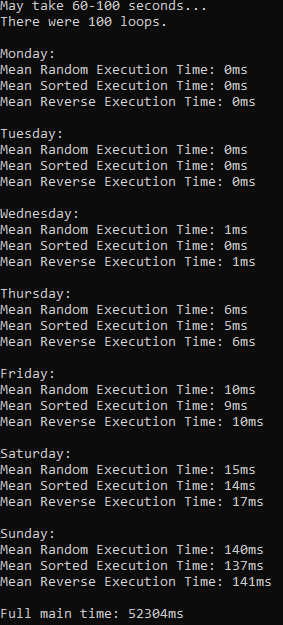 May take 60-100 seconds...
There were 100 loops.
Monday:
Mean Random Execution Time: 0ms
Mean Sorted Execution Time: 0ms
Mean Reverse Execution Time: 0ms
Tuesday:
Mean Random Execution Time: 0ms
Mean Sorted Execution Time: 0ms
Mean Reverse Execution Time: 0ms
Wednesday:
Mean Random Execution Time: 1ms
Mean Sorted Execution Time: 0ms
Mean Reverse Execution Time: 1ms
Thursday:
Mean Random Execution Time: 6ms
Mean Sorted Execution Time: 5ms
Mean Reverse Execution Time: 6ms
Friday:
Mean Random Execution Time: 10ms
Mean Sorted Execution Time: 9ms
Mean Reverse Execution Time: 10ms
Saturday:
Mean Random Execution Time: 15ms
Mean Sorted Execution Time: 14ms
Mean Reverse Execution Time: 17ms
Sunday:
Mean Random Execution Time: 140ms
Mean Sorted Execution Time: 137ms
Mean Reverse Execution Time: 141ms
Full main time: 52304ms